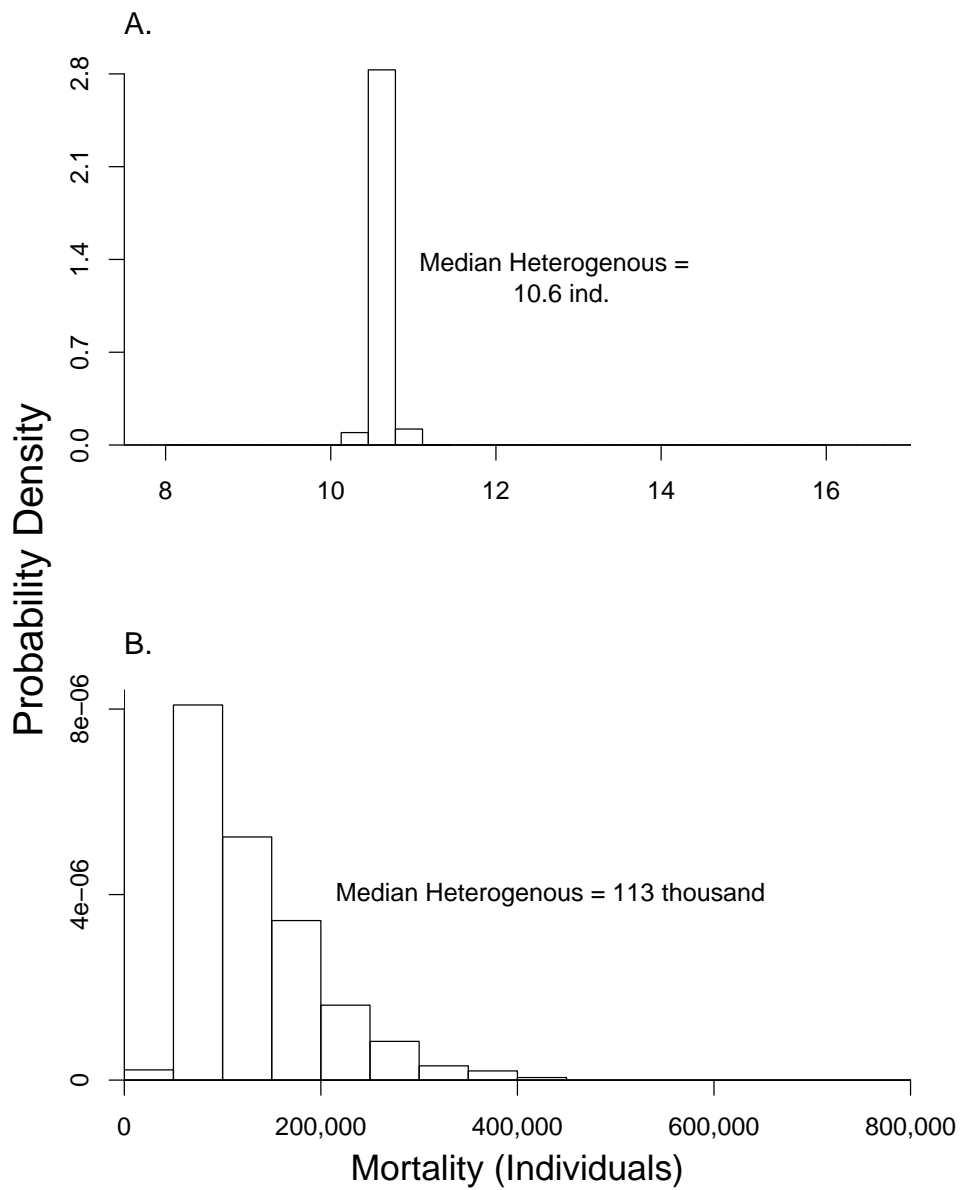 A.
2.8
2.1
1.4
0.7
0.0
Median Heterogenous =
10.6 ind.
8 10 12 14 16
Probability Density
B.
8e−06
4e−06
0
Median Heterogenous = 113 thousand
0 200,000 400,000 600,000 800,000
Mortality (Individuals)